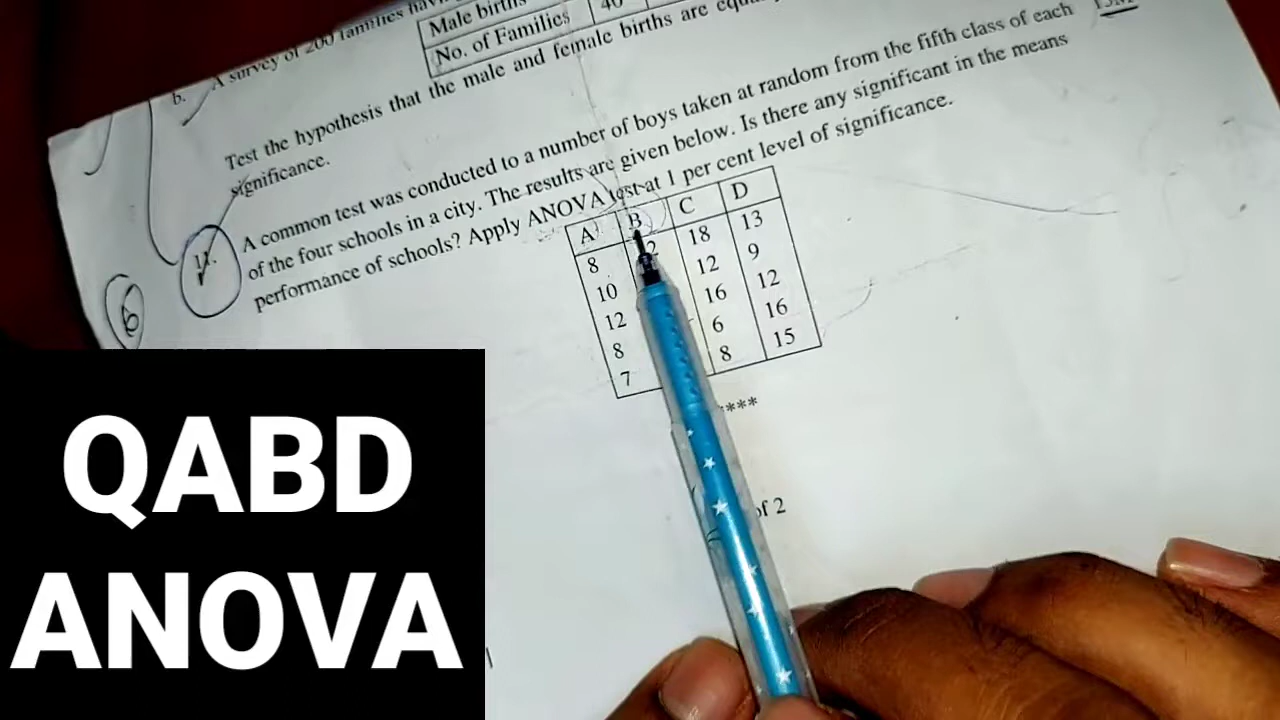 b. A survey of 200 families
Male births
No. of Families 40
Test the hypothesis that the male and female births are
significance.
11. A common test was conducted to a number of boys taken at random from the fifth class of each
of the four schools in a city. The results are given below. Is there any significant in the means
performance of schools? Apply ANOVA test at 1 per cent level of significance.
A B C D
8 18 13
10 12 9
12 16 12
8 6 16
7 8 15
****
of 2
6
QABD
ANOVA